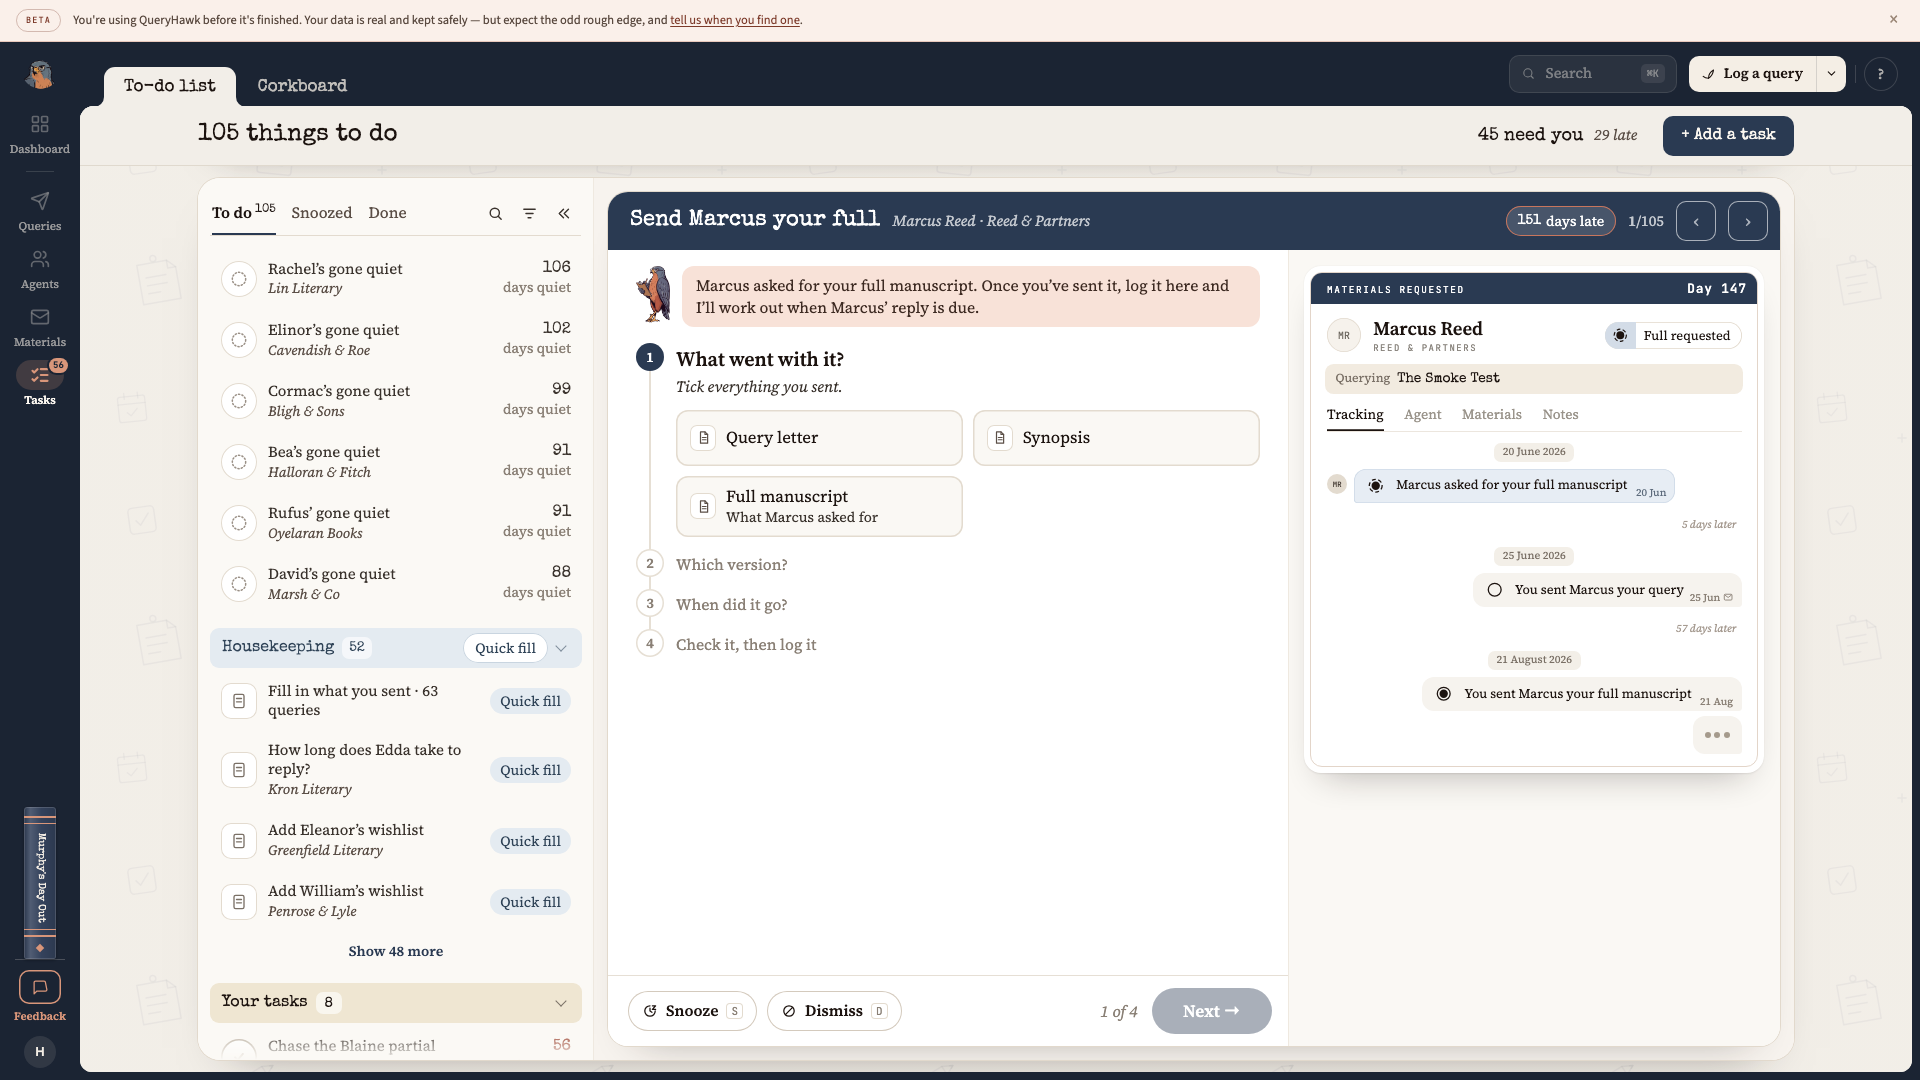 BETA You're using QueryHawk before it's finished. Your data is real and kept safely — but expect the odd rough edge, and tell us when you find one. ×
To-do list
Corkboard
Search ⌘K
Log a query
?
Dashboard
Queries
Agents
Materials
56
Tasks
Murphy's Day Out
Feedback
H
105 things to do
45 need you 29 late
+ Add a task
To do 105
Snoozed
Done
Rachel's gone quiet 106
Lin Literary days quiet
Elinor's gone quiet 102
Cavendish & Roe days quiet
Cormac's gone quiet 99
Bligh & Sons days quiet
Bea's gone quiet 91
Halloran & Fitch days quiet
Rufus' gone quiet 91
Oyelaran Books days quiet
David's gone quiet 88
Marsh & Co days quiet
Housekeeping 52 Quick fill
Fill in what you sent · 63 queries Quick fill
How long does Edda take to reply? Quick fill
Kron Literary
Add Eleanor's wishlist Quick fill
Greenfield Literary
Add William's wishlist Quick fill
Penrose & Lyle
Show 48 more
Your tasks 8
Chase the Blaine partial 56
Send Marcus your full Marcus Reed · Reed & Partners
151 days late 1/105 ‹ ›
Marcus asked for your full manuscript. Once you've sent it, log it here and
I'll work out when Marcus' reply is due.
1 What went with it?
Tick everything you sent.
Query letter
Synopsis
Full manuscript
What Marcus asked for
2 Which version?
3 When did it go?
4 Check it, then log it
Snooze S
Dismiss D
1 of 4
Next →
MATERIALS REQUESTED Day 147
MR Marcus Reed
REED & PARTNERS
Full requested
Querying The Smoke Test
Tracking Agent Materials Notes
20 June 2026
MR Marcus asked for your full manuscript 20 Jun
5 days later
25 June 2026
You sent Marcus your query 25 Jun
57 days later
21 August 2026
You sent Marcus your full manuscript 21 Aug